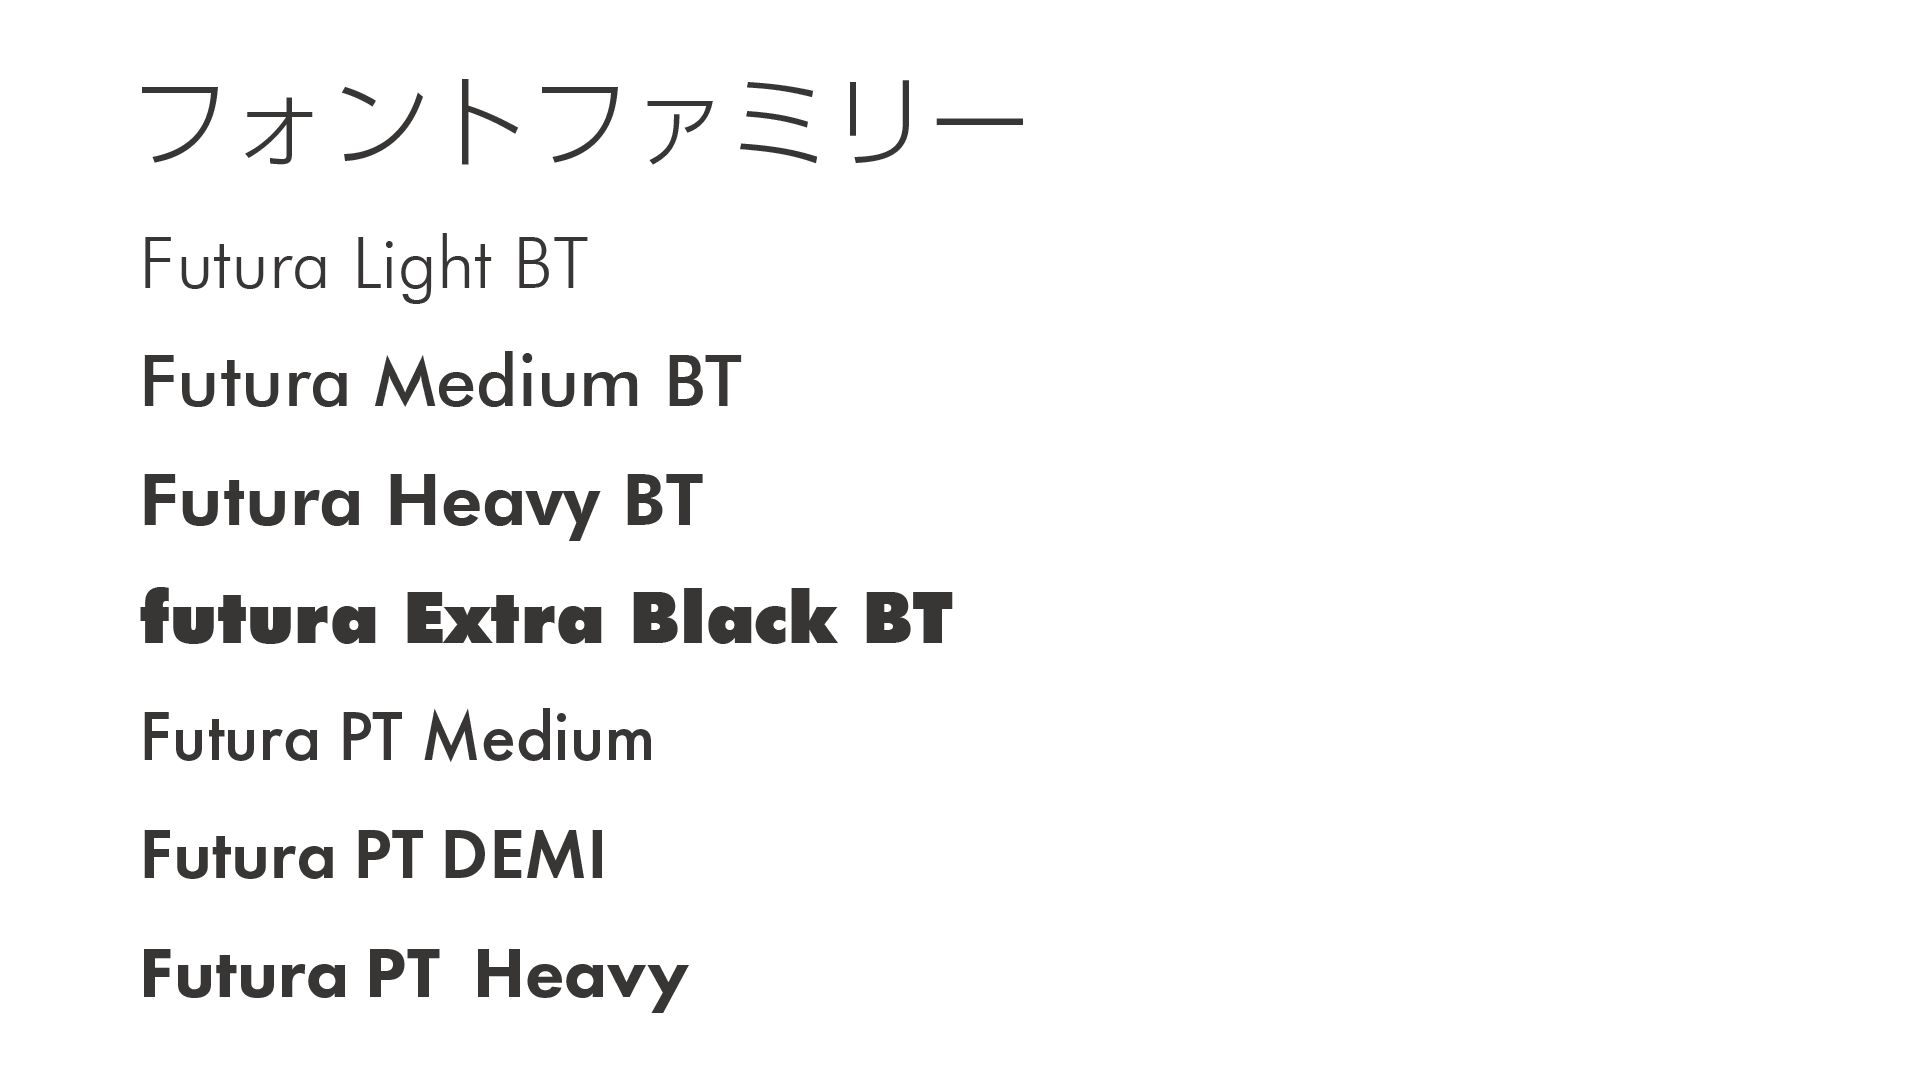 フォントファミリー
Futura Light BT
Futura Medium BT
Futura Heavy BT
futura Extra Black BT
Futura PT Medium
Futura PT DEMI
Futura PT Heavy